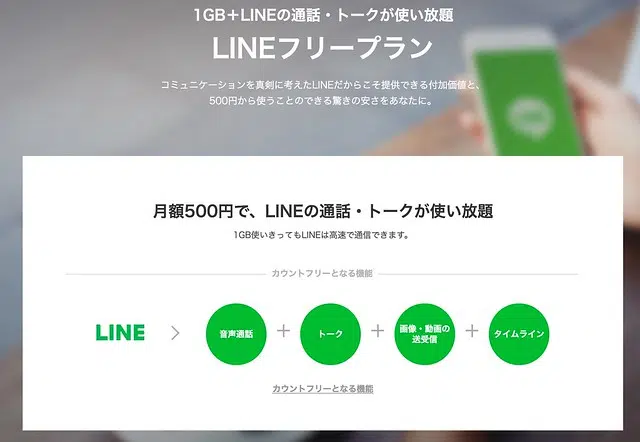 1GB+LINEの通話・トークが使い放題
LINEフリープラン
コミュニケーションを真剣に考えたLINEだからこそ提供できる付加価値と、
500円から使うことのできる驚きの安さをあなたに。
月額500円で、LINEの通話・トークが使い放題
1GB使いきってもLINEは高速で通信できます。
カウントフリーとなる機能
LINE > 音声通話 + トーク + 画像・動画の
送受信 + タイムライン
カウントフリーとなる機能